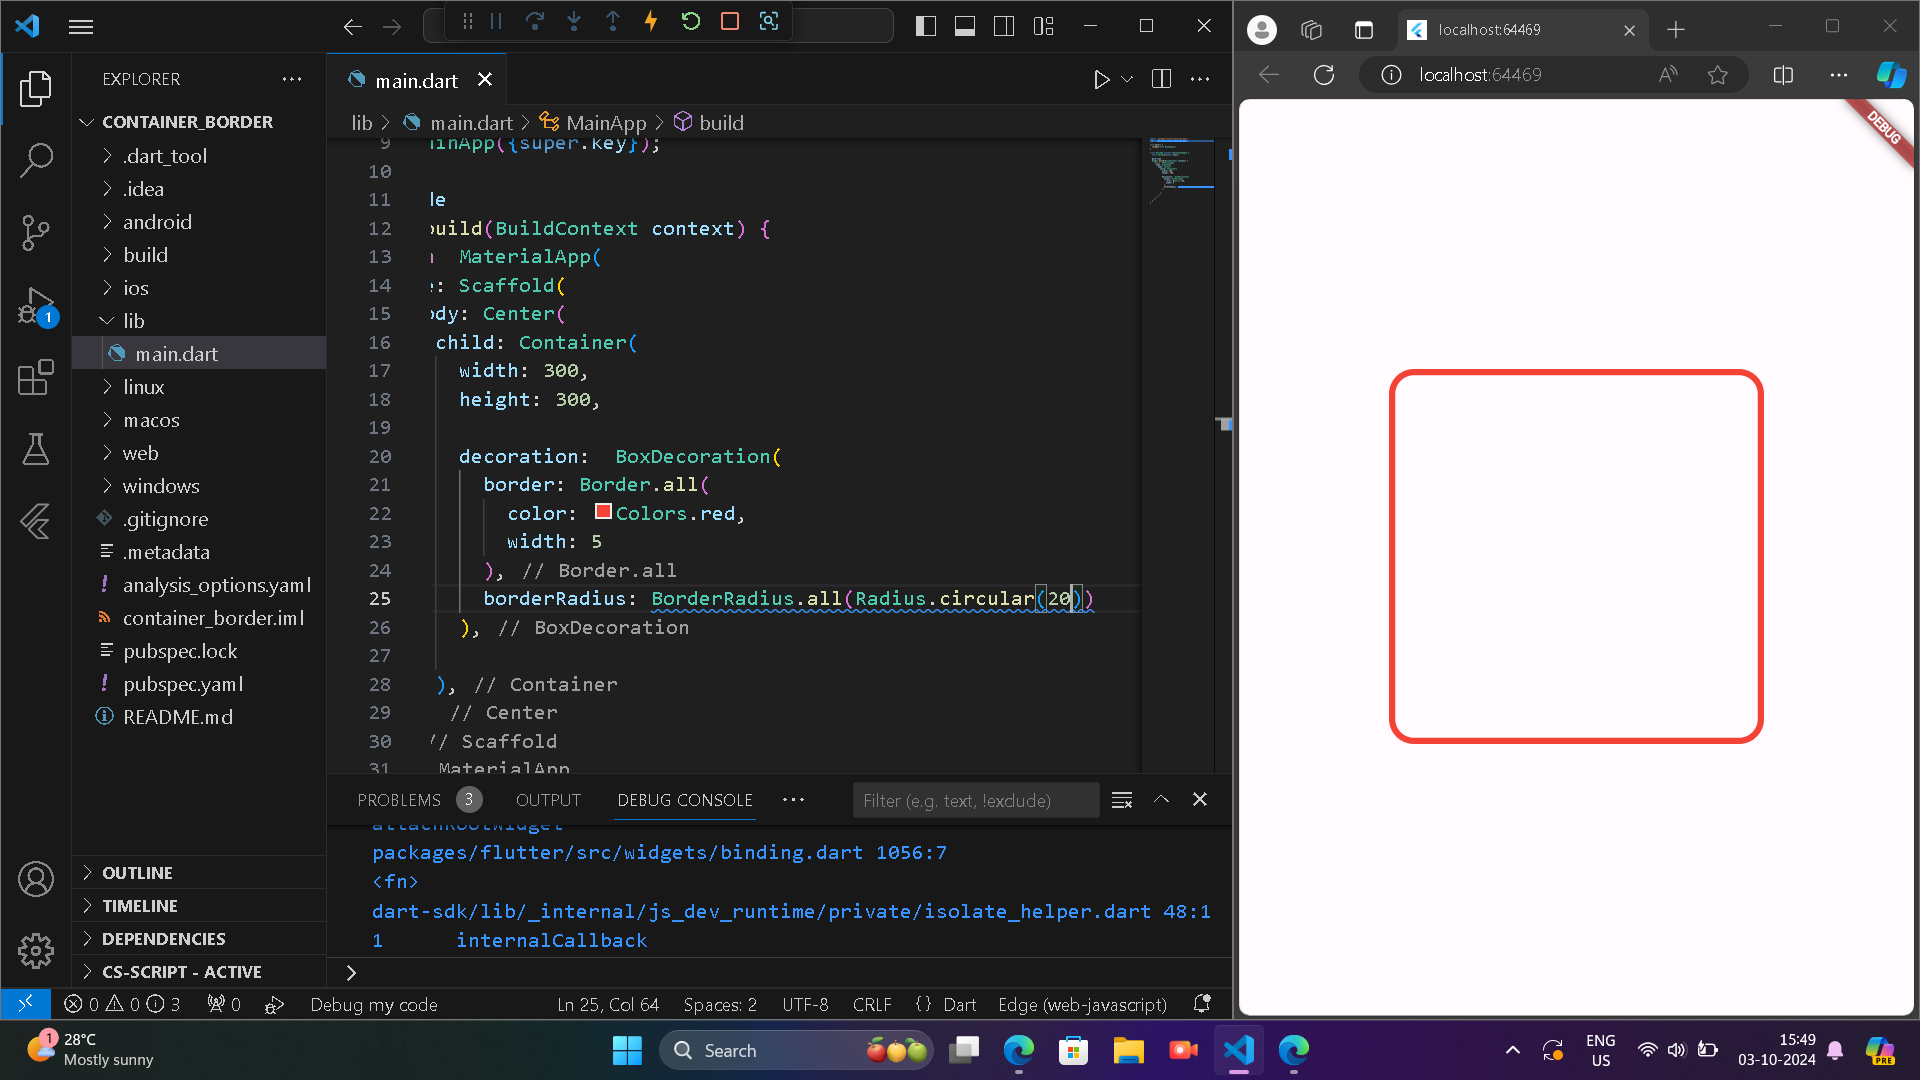 EXPLORER
CONTAINER_BORDER
.dart_tool
.idea
android
build
ios
lib
main.dart
linux
macos
web
windows
.gitignore
.metadata
analysis_options.yaml
container_border.iml
pubspec.lock
pubspec.yaml
README.md
OUTLINE
TIMELINE
DEPENDENCIES
CS-SCRIPT - ACTIVE
1
main.dart
lib > main.dart > MainApp > build
9 inApp({super.key});
10
11 de
12 build(BuildContext context) {
13 MaterialApp(
14 : Scaffold(
15 dy: Center(
16 child: Container(
17 width: 300,
18 height: 300,
19
20 decoration: BoxDecoration(
21 border: Border.all(
22 color: Colors.red,
23 width: 5
24 ), // Border.all
25 borderRadius: BorderRadius.all(Radius.circular(20))
26 ), // BoxDecoration
27
28 ), // Container
29 // Center
30 // Scaffold
31 MaterialApp
PROBLEMS 3 OUTPUT DEBUG CONSOLE Filter (e.g. text, !exclude)
attachRootWidget
packages/flutter/src/widgets/binding.dart 1056:7
<fn>
dart-sdk/lib/_internal/js_dev_runtime/private/isolate_helper.dart 48:1
1 internalCallback
>
0 0 3 0 Debug my code Ln 25, Col 64 Spaces: 2 UTF-8 CRLF {} Dart Edge (web-javascript)
localhost:64469
localhost:64469
DEBUG
1
28°C
Mostly sunny
Search
ENG
US
15:49
03-10-2024
PRE